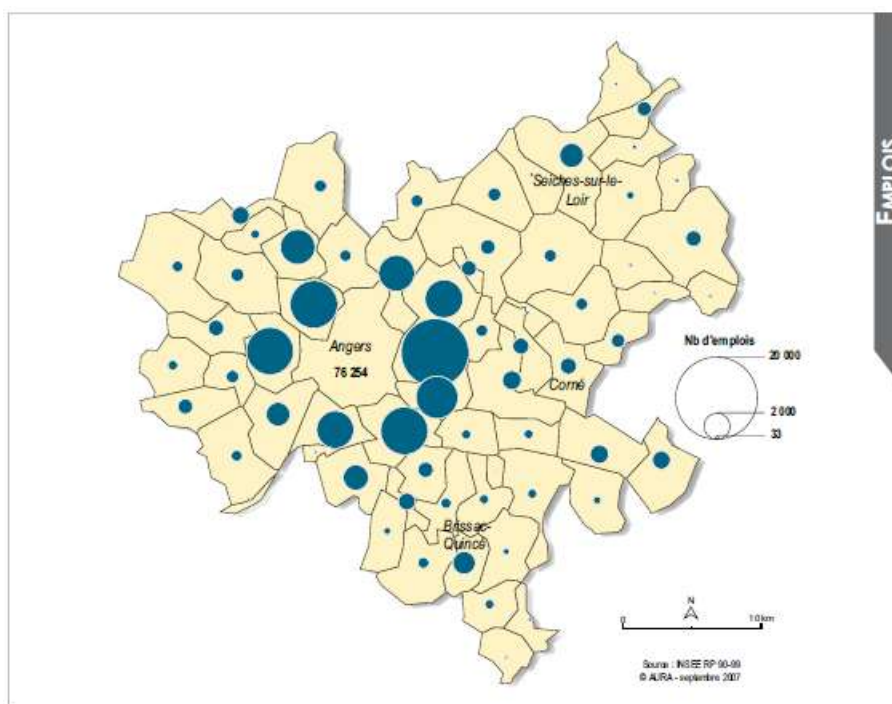 EMPLOIS
Seiches-sur-le-
Loir
Angers
76 254
Corné
Brissac-
Quincé
Nb d'emplois
20 000
2 000
33
N
0 10 km
Source : INSEE RP 90-99
© AURA - septembre 2007